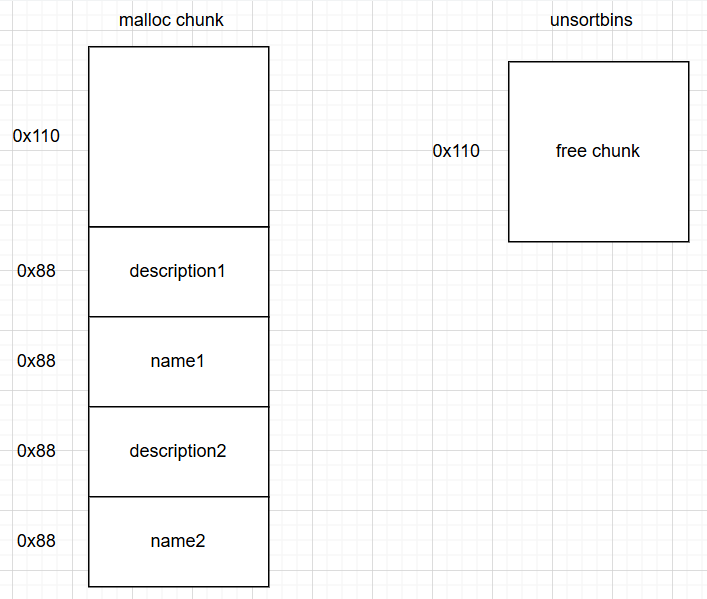 malloc chunk
unsortbins
0x110
0x110
free chunk
0x88
description1
0x88
name1
0x88
description2
0x88
name2